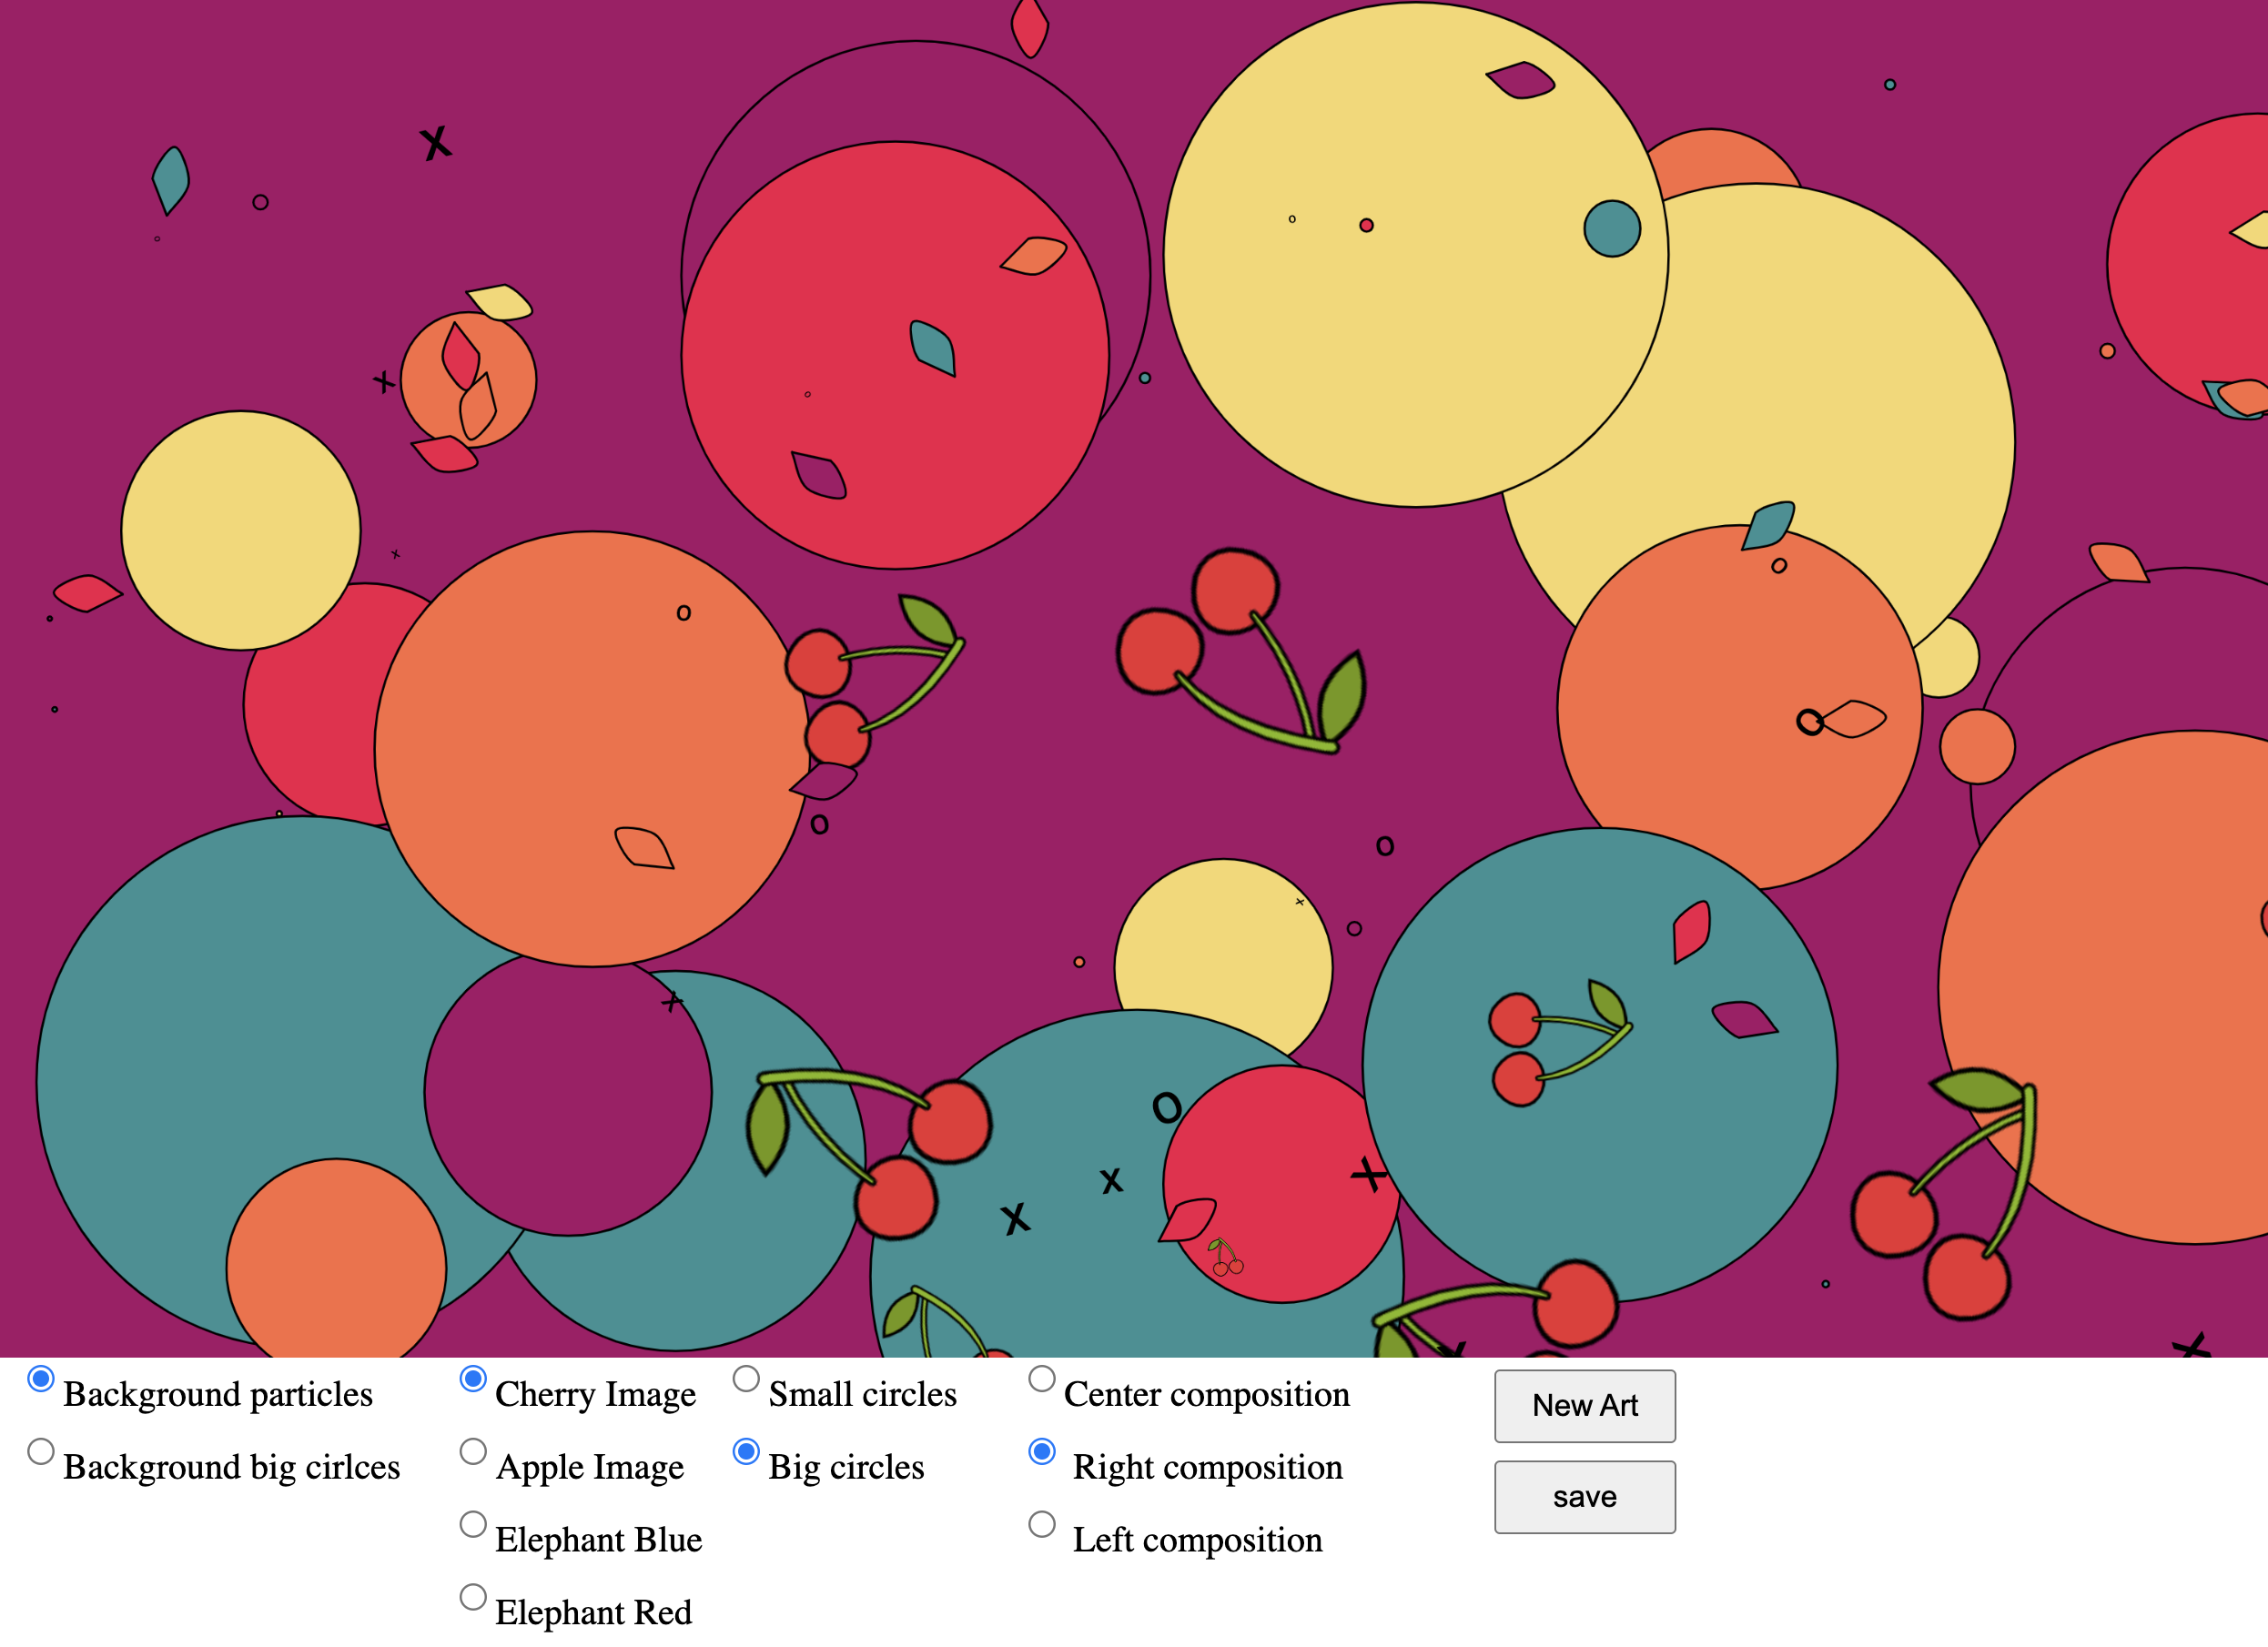 Background particles
Cherry Image
Small circles
Center composition
New Art
Background big cirlces
Apple Image
Big circles
Right composition
save
Elephant Blue
Left composition
Elephant Red